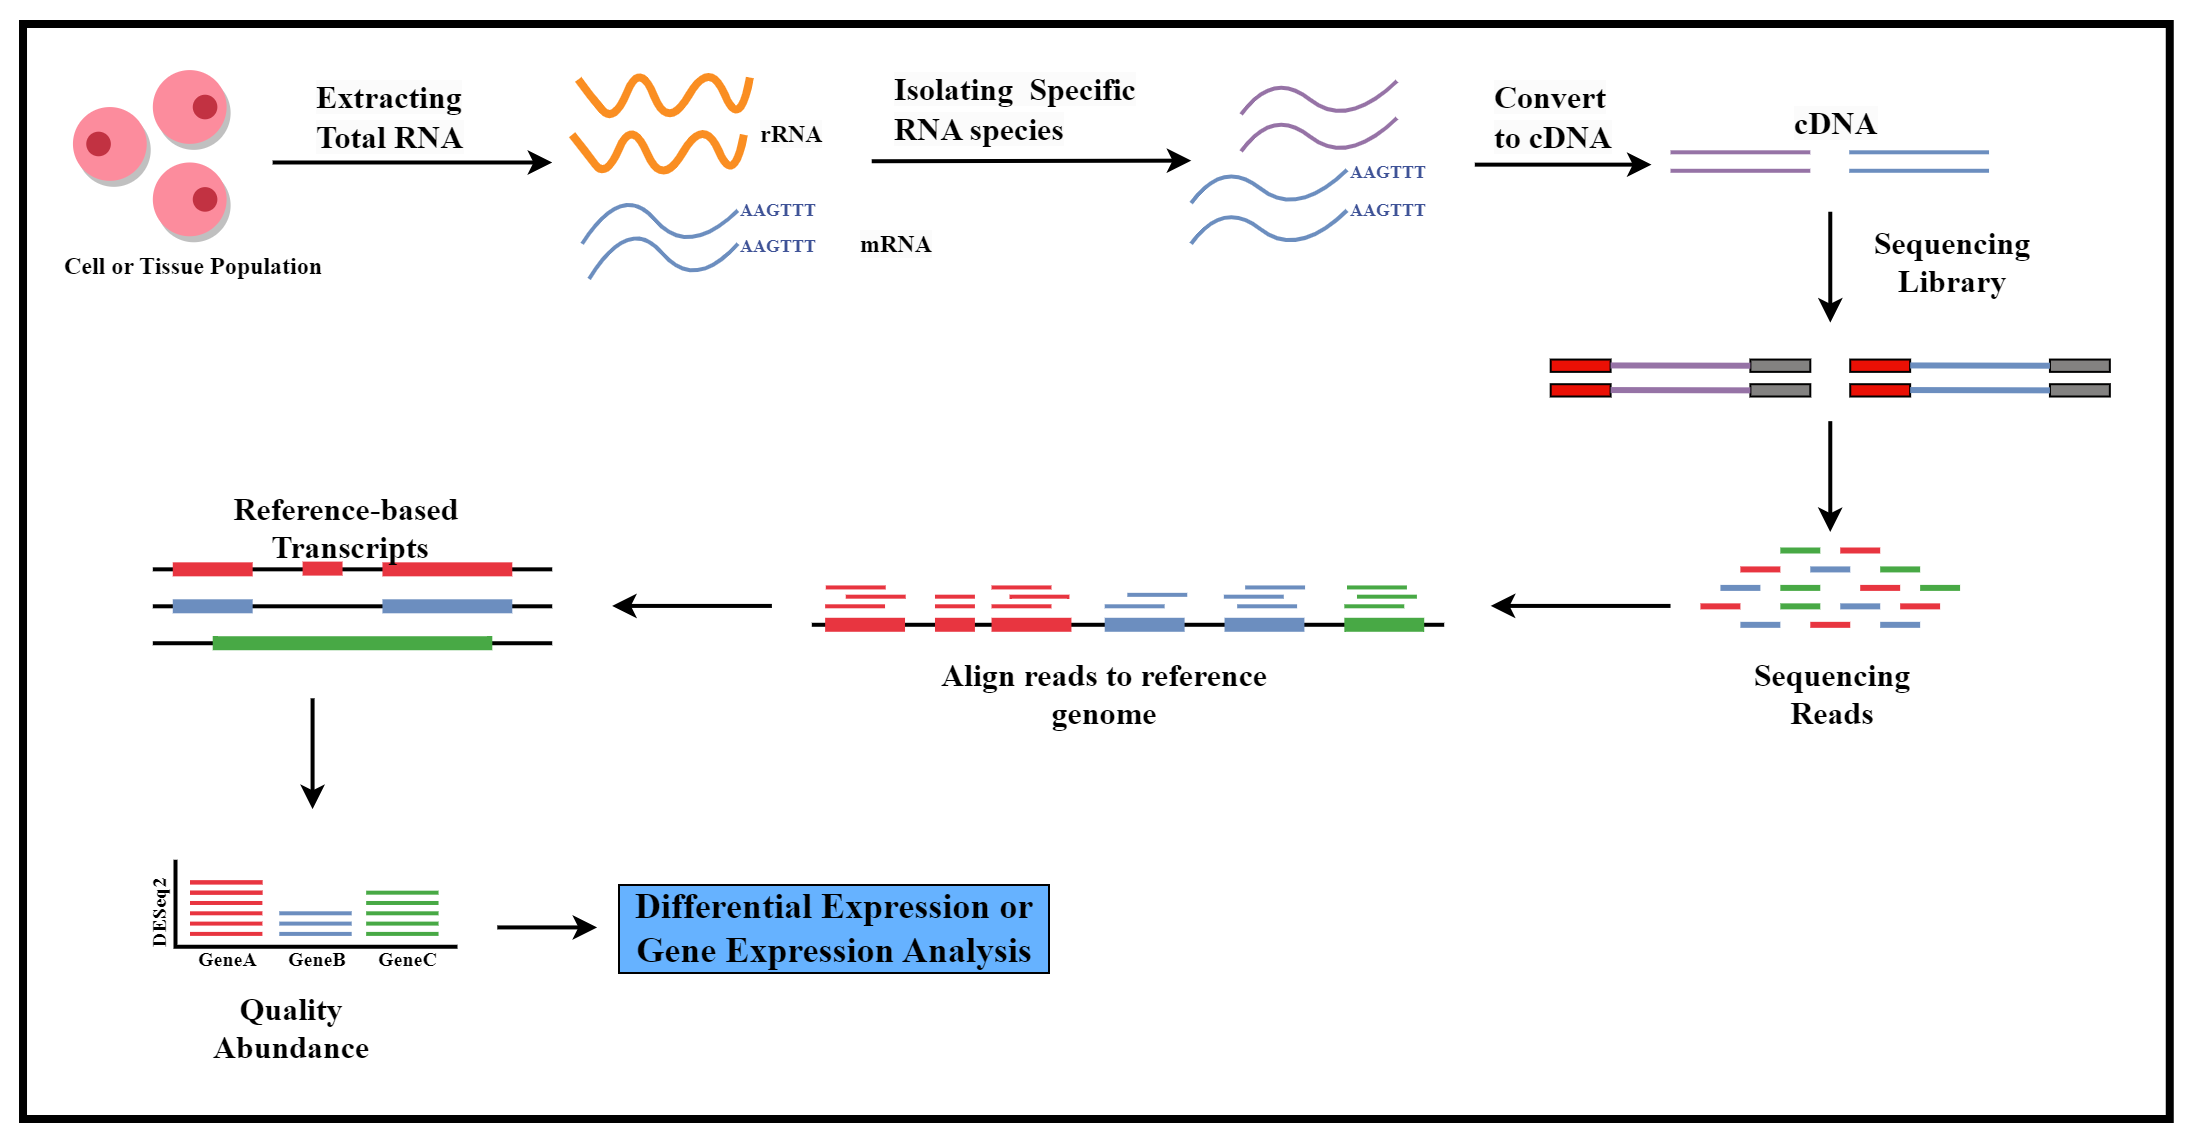 Extracting
Total RNA
Cell or Tissue Population
rRNA
AAGTTT
AAGTTT
mRNA
Isolating Specific
RNA species
AAGTTT
AAGTTT
Convert
to cDNA
cDNA
Sequencing
Library
Sequencing
Reads
Align reads to reference
genome
Reference-based
Transcripts
DESeq2
GeneA
GeneB
GeneC
Quality
Abundance
Differential Expression or
Gene Expression Analysis